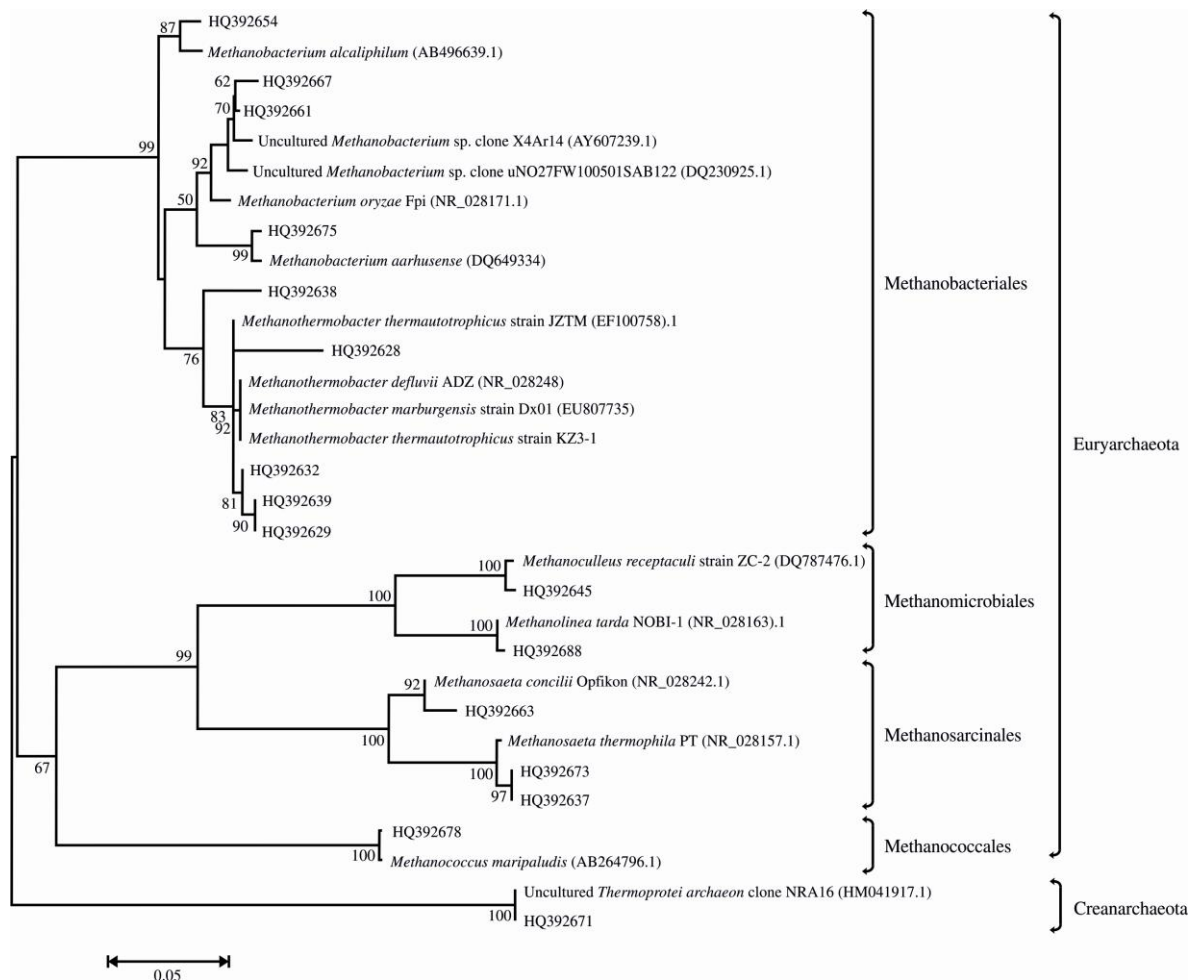 HQ392654
87
Methanobacterium alcaliphilum (AB496639.1)
62
HQ392667
70
HQ392661
99
Uncultured Methanobacterium sp. clone X4Ar14 (AY607239.1)
92
Uncultured Methanobacterium sp. clone uNO27FW100501SAB122 (DQ230925.1)
50
Methanobacterium oryzae Fpi (NR_028171.1)
HQ392675
99
Methanobacterium aarhusense (DQ649334)
Methanobacteriales
HQ392638
Methanothermobacter thermautotrophicus strain JZTM (EF100758).1
76
HQ392628
Methanothermobacter defluvii ADZ (NR_028248)
83
Methanothermobacter marburgensis strain Dx01 (EU807735)
92
Methanothermobacter thermautotrophicus strain KZ3-1
Euryarchaeota
HQ392632
81
HQ392639
90
HQ392629
100
Methanoculleus receptaculi strain ZC-2 (DQ787476.1)
HQ392645
100
Methanomicrobiales
100
Methanolinea tarda NOBI-1 (NR_028163).1
HQ392688
99
92
Methanosaeta concilii Opfikon (NR_028242.1)
HQ392663
100
Methanosarcinales
Methanosaeta thermophila PT (NR_028157.1)
67
100
HQ392673
97
HQ392637
HQ392678
Methanococcales
100
Methanococcus maripaludis (AB264796.1)
Uncultured Thermoprotei archaeon clone NRA16 (HM041917.1)
Creanarchaeota
100
HQ392671
0.05